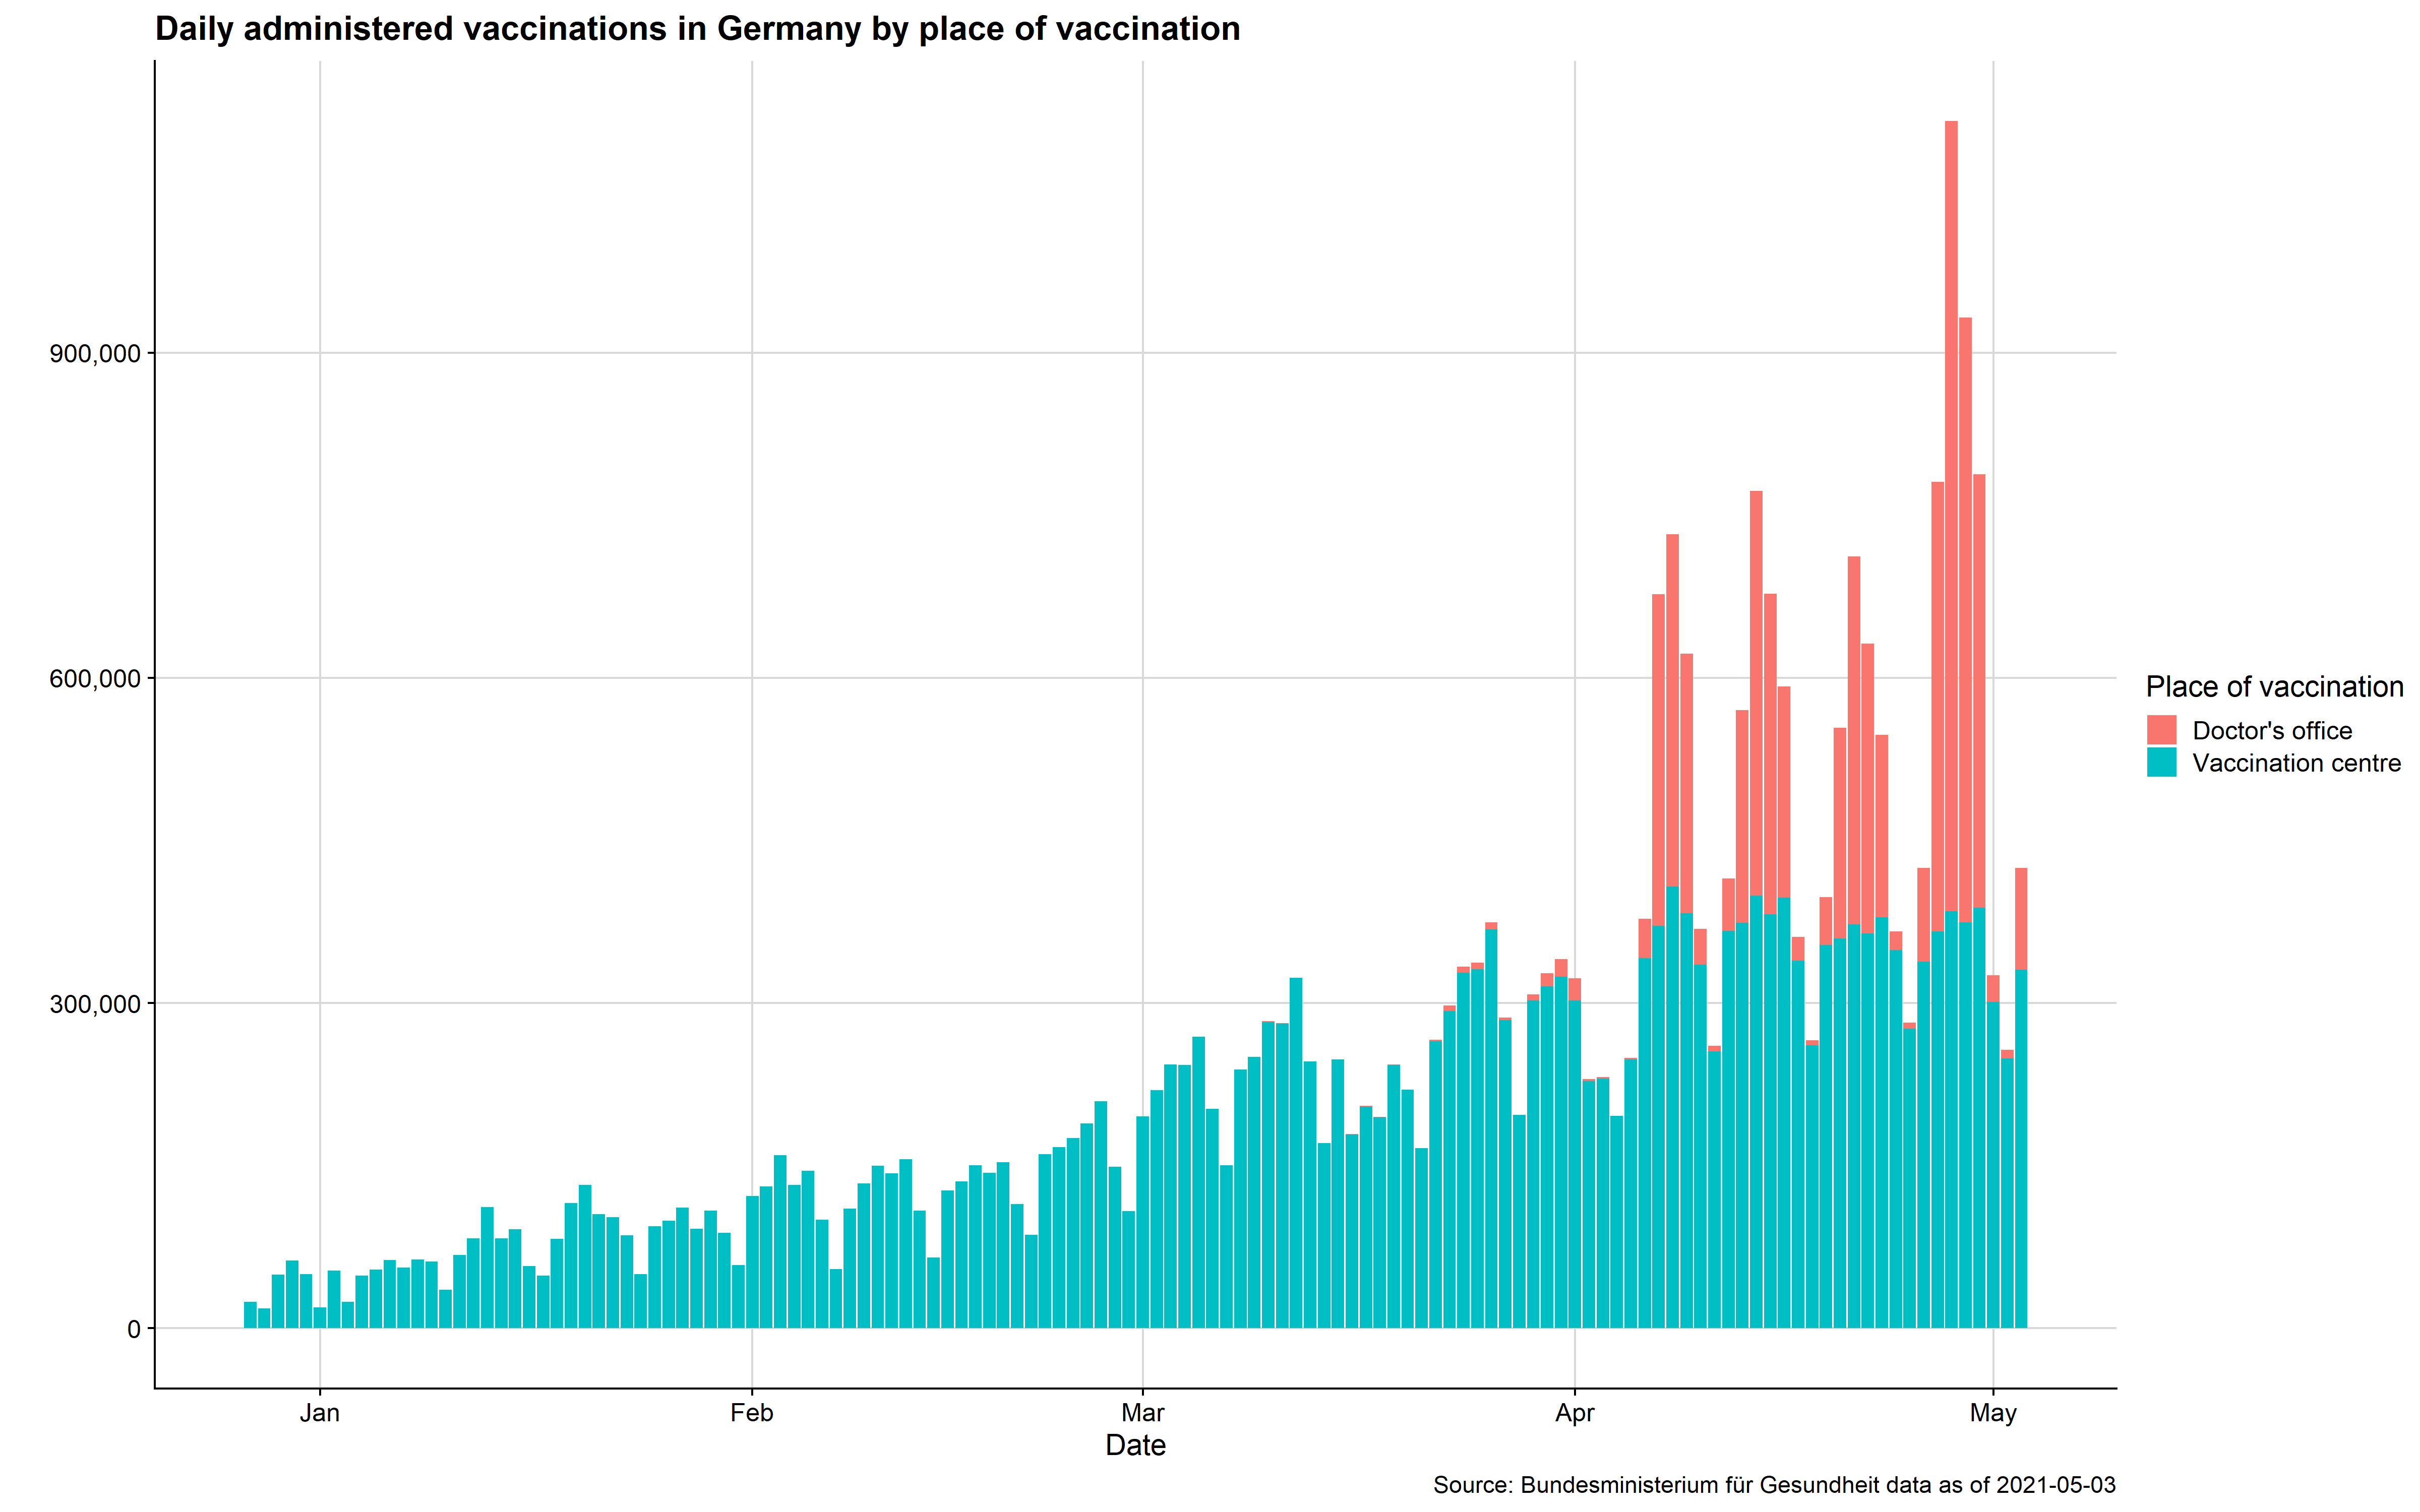 Daily administered vaccinations in Germany by place of vaccination
900,000
600,000
300,000
0
Jan Feb Mar Apr May
Date
Place of vaccination
Doctor's office
Vaccination centre
Source: Bundesministerium für Gesundheit data as of 2021-05-03